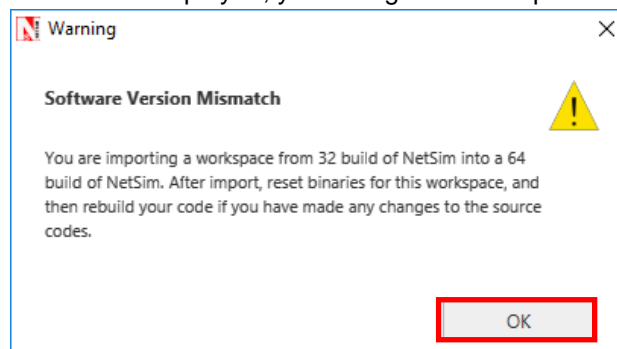 Warning
Software Version Mismatch
You are importing a workspace from 32 build of NetSim into a 64
build of NetSim. After import, reset binaries for this workspace, and
then rebuild your code if you have made any changes to the source
codes.
OK